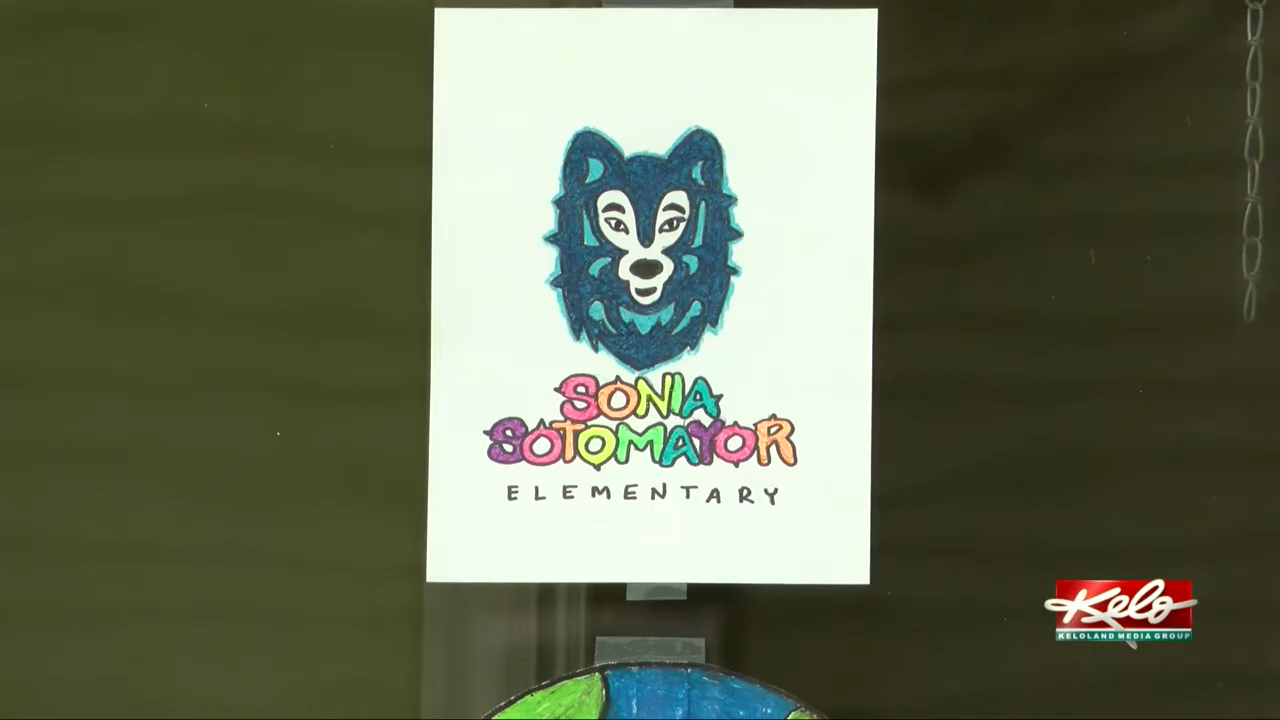 SONIA
SOTOMAYOR
ELEMENTARY
Kelo
KELOLAND MEDIA GROUP